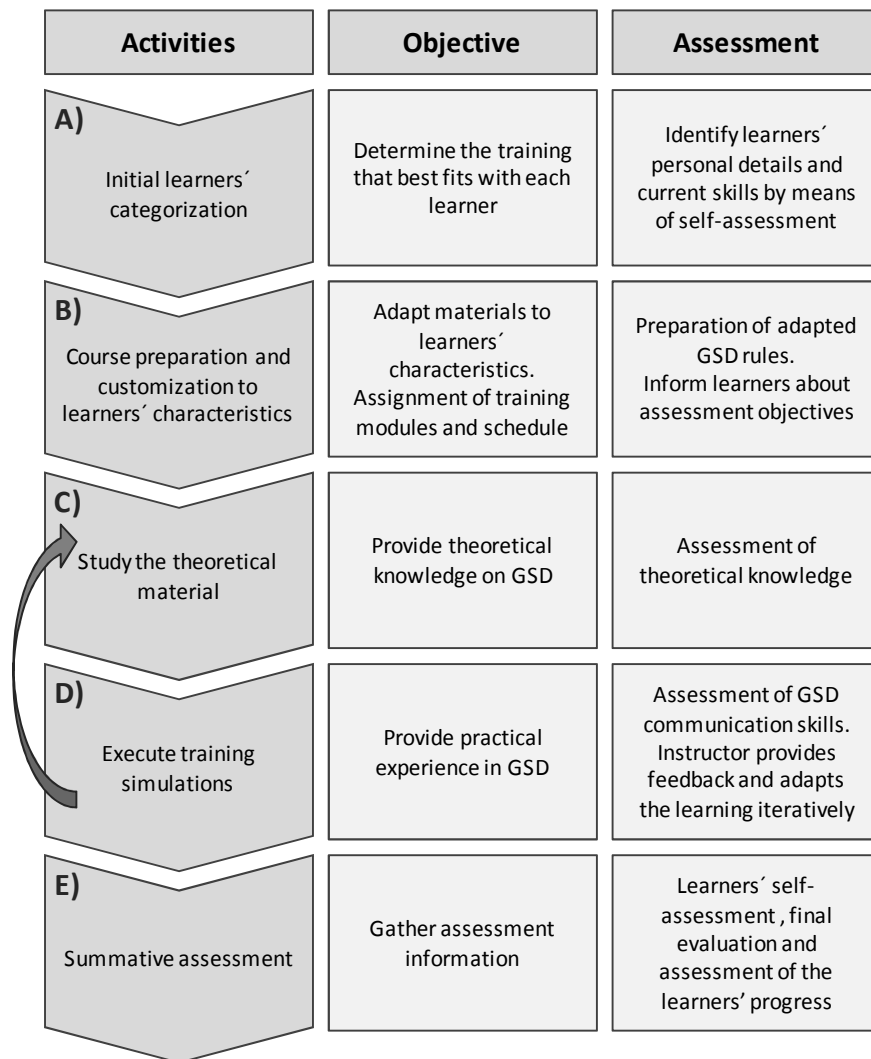 Activities
Objective
Assessment
A)
Initial learners´
categorization
Determine the training
that best fits with each
learner
Identify learners´
personal details and
current skills by means
of self-assessment
B)
Course preparation and
customization to
learners´ characteristics
Adapt materials to
learners´
characteristics.
Assignment of training
modules and schedule
Preparation of adapted
GSD rules.
Inform learners about
assessment objectives
C)
Study the theoretical
material
Provide theoretical
knowledge on GSD
Assessment of
theoretical knowledge
D)
Execute training
simulations
Provide practical
experience in GSD
Assessment of GSD
communication skills.
Instructor provides
feedback and adapts
the learning iteratively
E)
Summative assessment
Gather assessment
information
Learners´ self-
assessment , final
evaluation and
assessment of the
learners’ progress